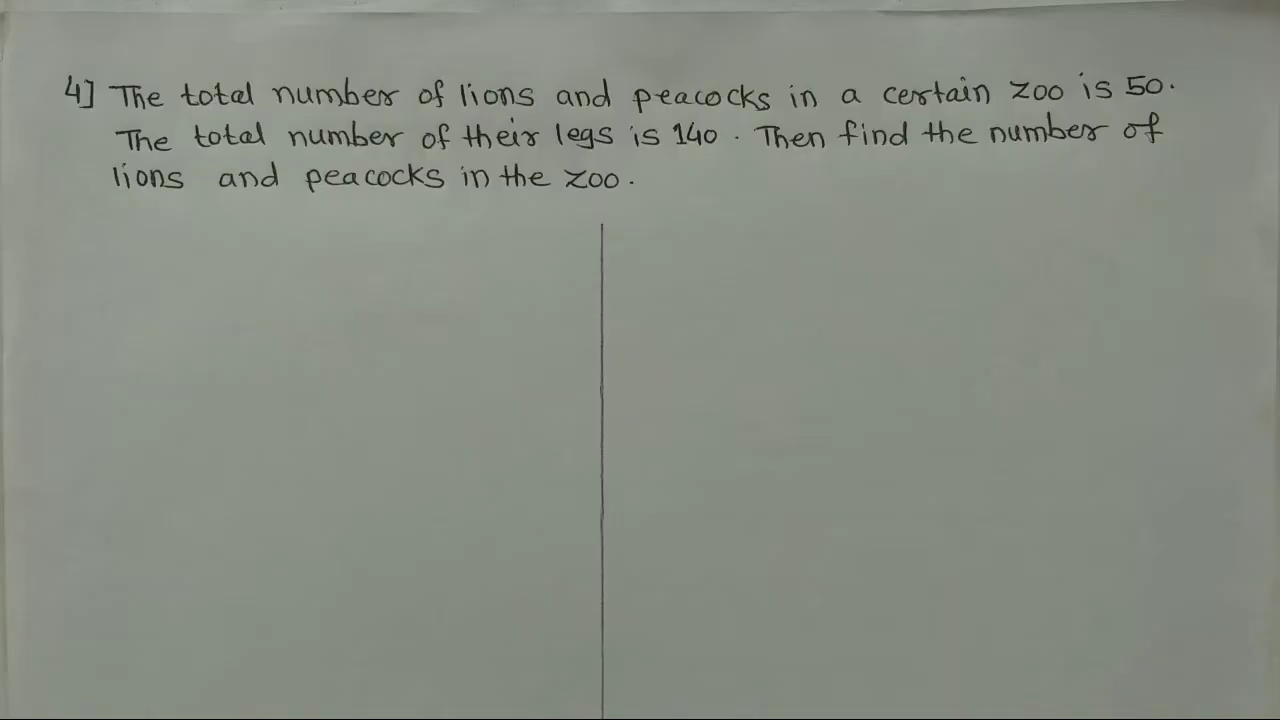 4] The total number of lions and peacocks in a certain zoo is 50.
The total number of their legs is 140. Then find the number of
lions and peacocks in the zoo.